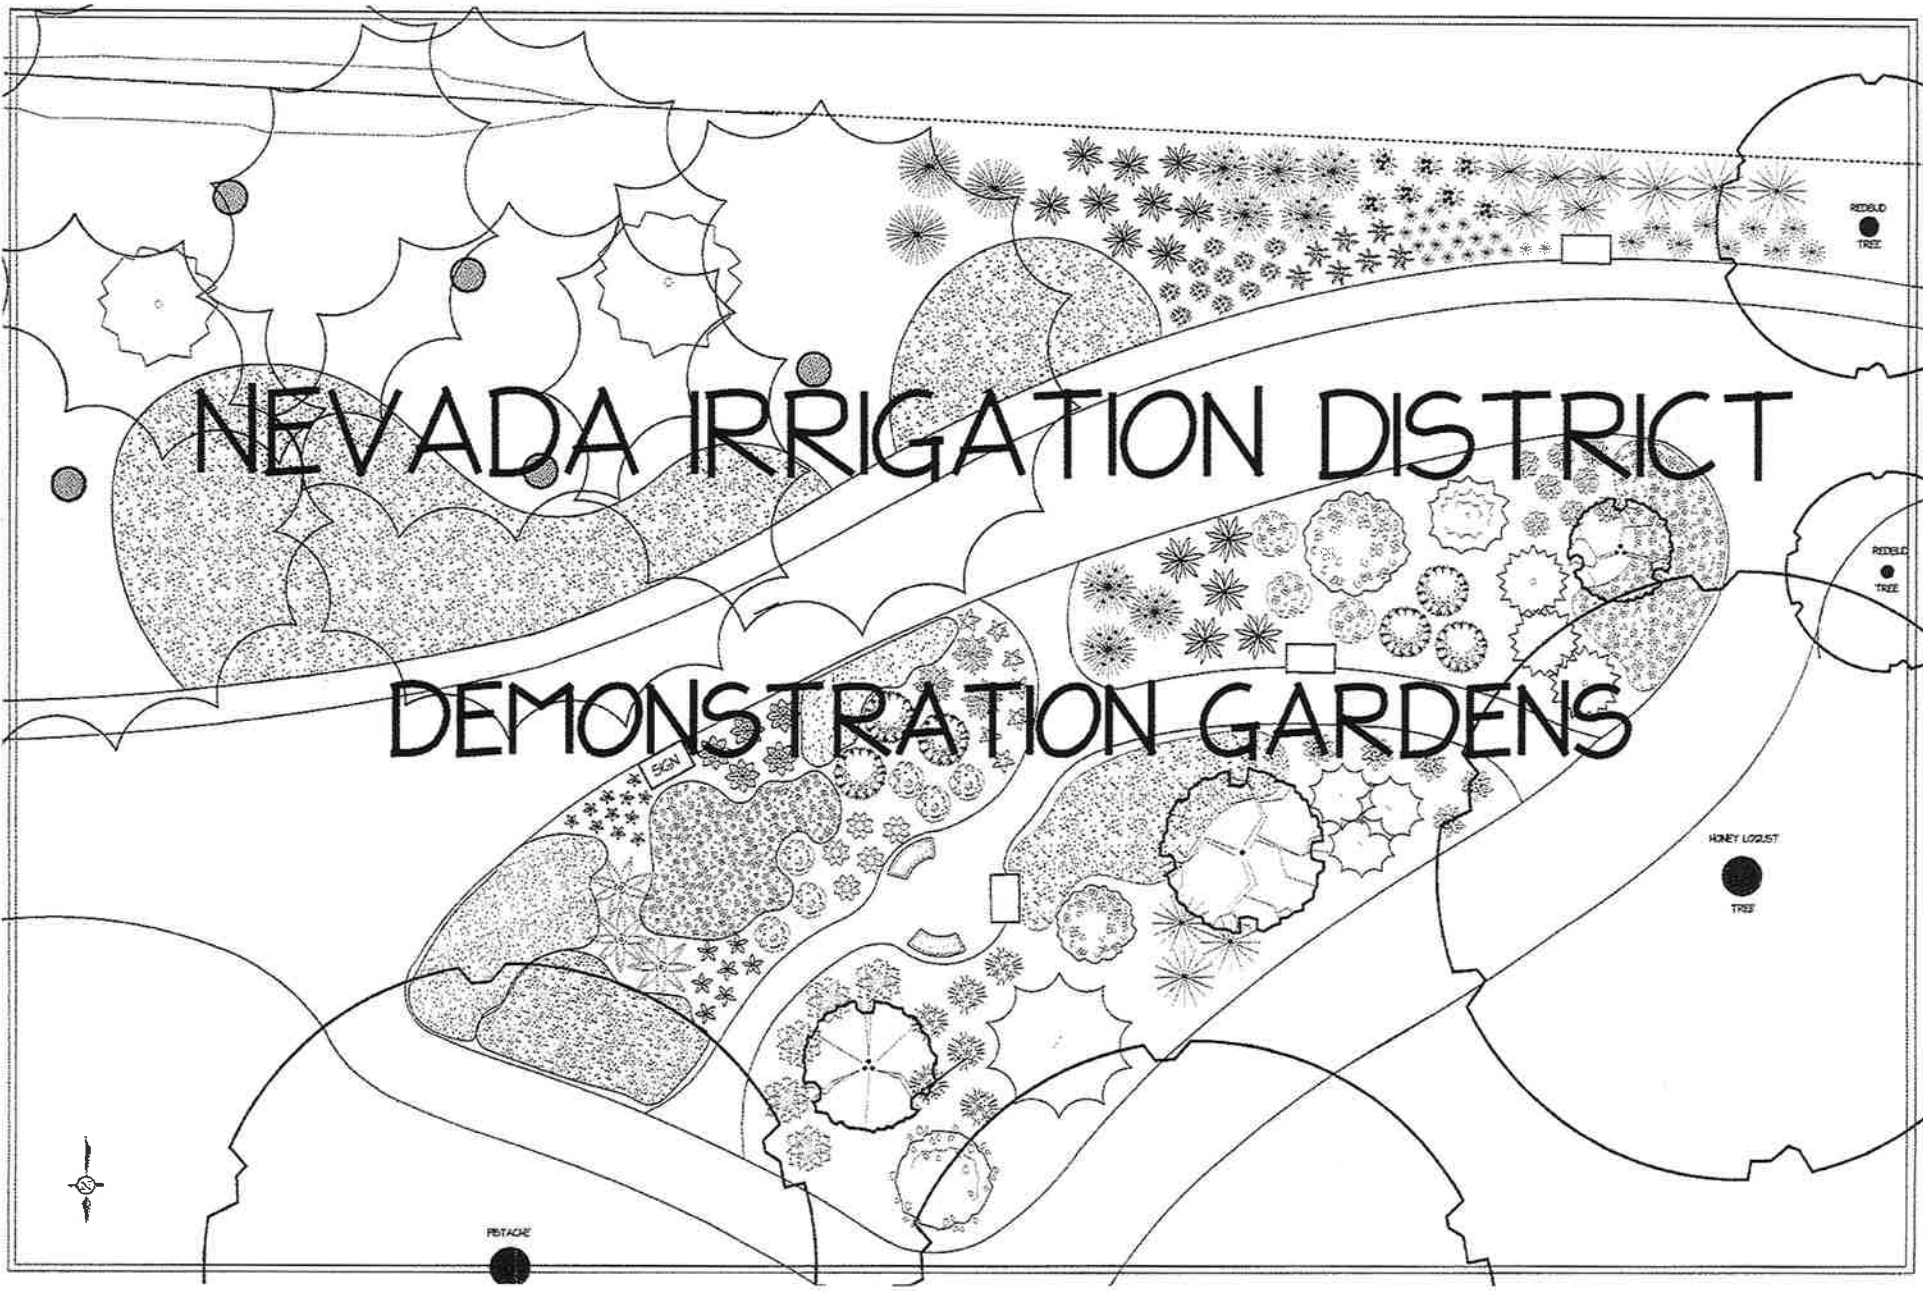 REDBUD
TREE
NEVADA IRRIGATION DISTRICT
REDBUD
TREE
DEMONSTRATION GARDENS
SIGN
HONEY LOCUST
TREE
N
PISTACHE